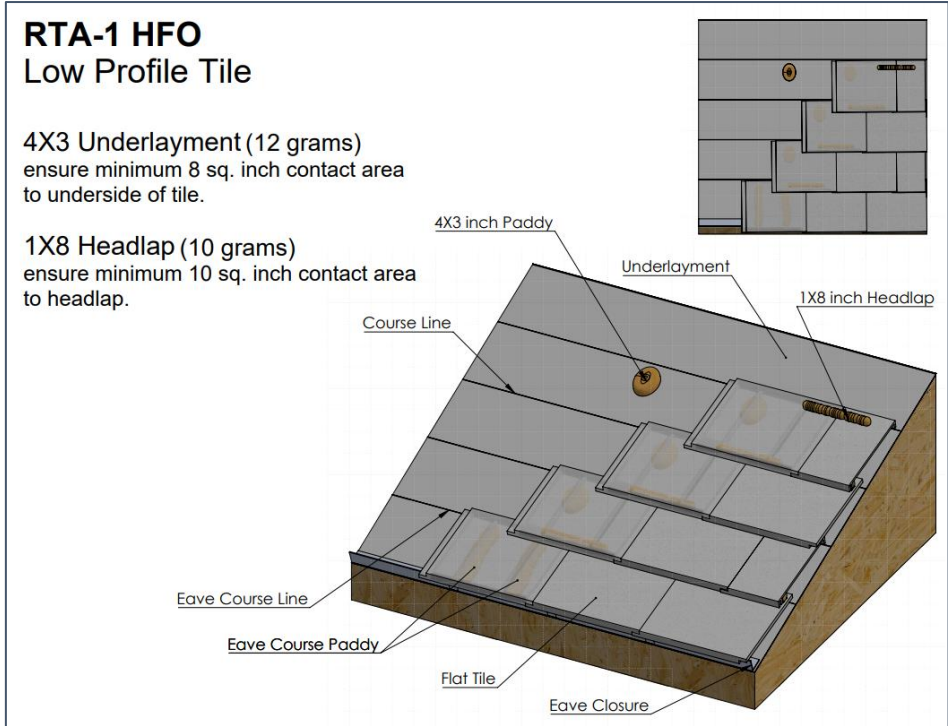 RTA-1 HFO
Low Profile Tile
4X3 Underlayment (12 grams)
ensure minimum 8 sq. inch contact area
to underside of tile.
1X8 Headlap (10 grams)
ensure minimum 10 sq. inch contact area
to headlap.
4X3 inch Paddy
Underlayment
1X8 inch Headlap
Course Line
Eave Course Line
Eave Course Paddy
Flat Tile
Eave Closure